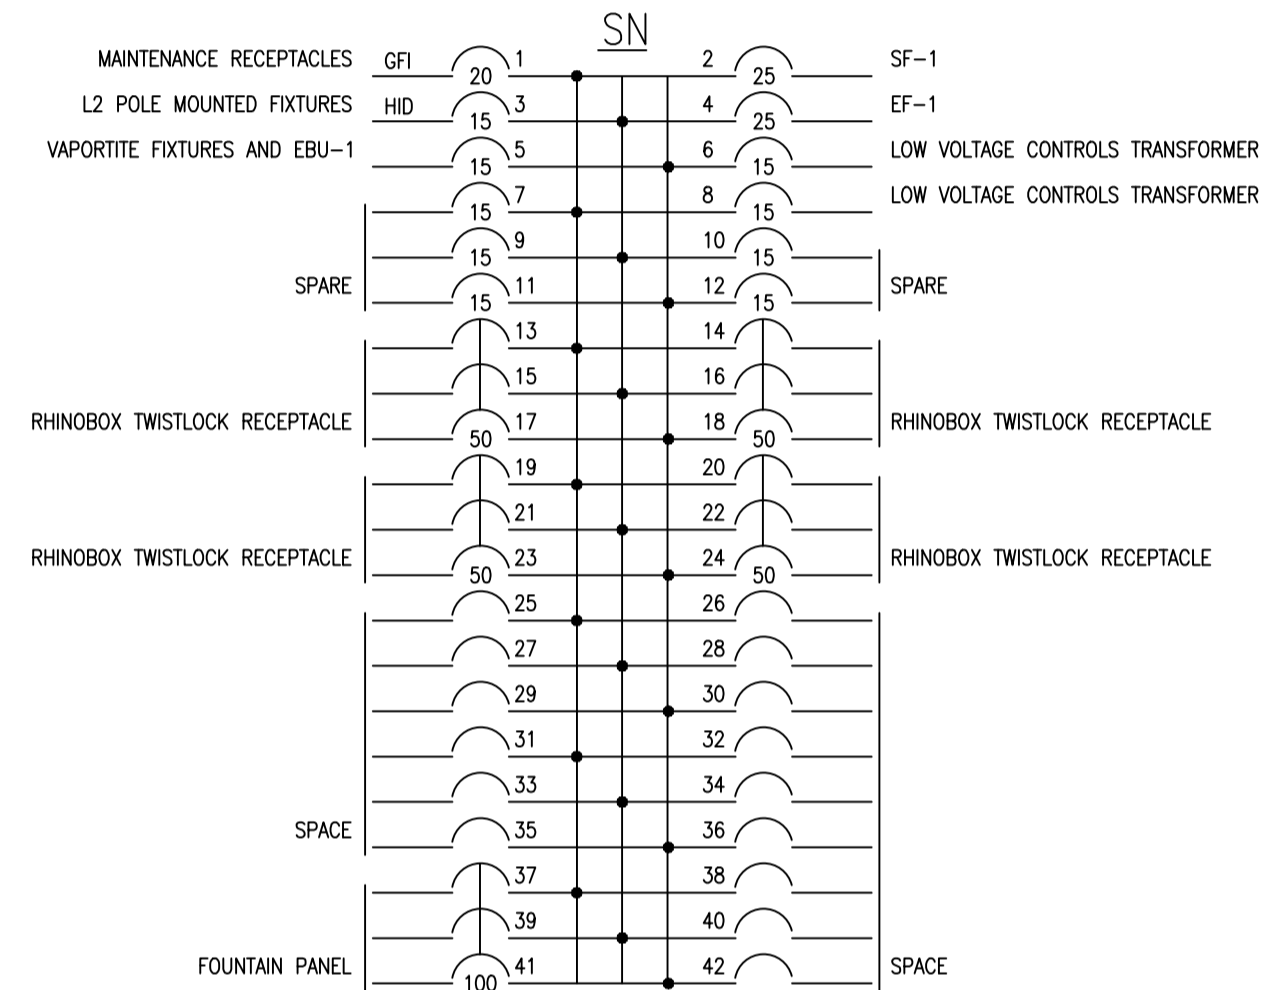 SN
MAINTENANCE RECEPTACLES GFI 20 1 2 25 SF-1
L2 POLE MOUNTED FIXTURES HID 15 3 4 25 EF-1
VAPORTITE FIXTURES AND EBU-1 15 5 6 15 LOW VOLTAGE CONTROLS TRANSFORMER
15 7 8 15 LOW VOLTAGE CONTROLS TRANSFORMER
15 9 10 15
SPARE 15 11 12 15 SPARE
13 14
15 16
RHINOBOX TWISTLOCK RECEPTACLE 50 17 18 50 RHINOBOX TWISTLOCK RECEPTACLE
19 20
21 22
RHINOBOX TWISTLOCK RECEPTACLE 50 23 24 50 RHINOBOX TWISTLOCK RECEPTACLE
25 26
27 28
29 30
31 32
33 34
SPACE 35 36
37 38
39 40
FOUNTAIN PANEL 100 41 42 SPACE